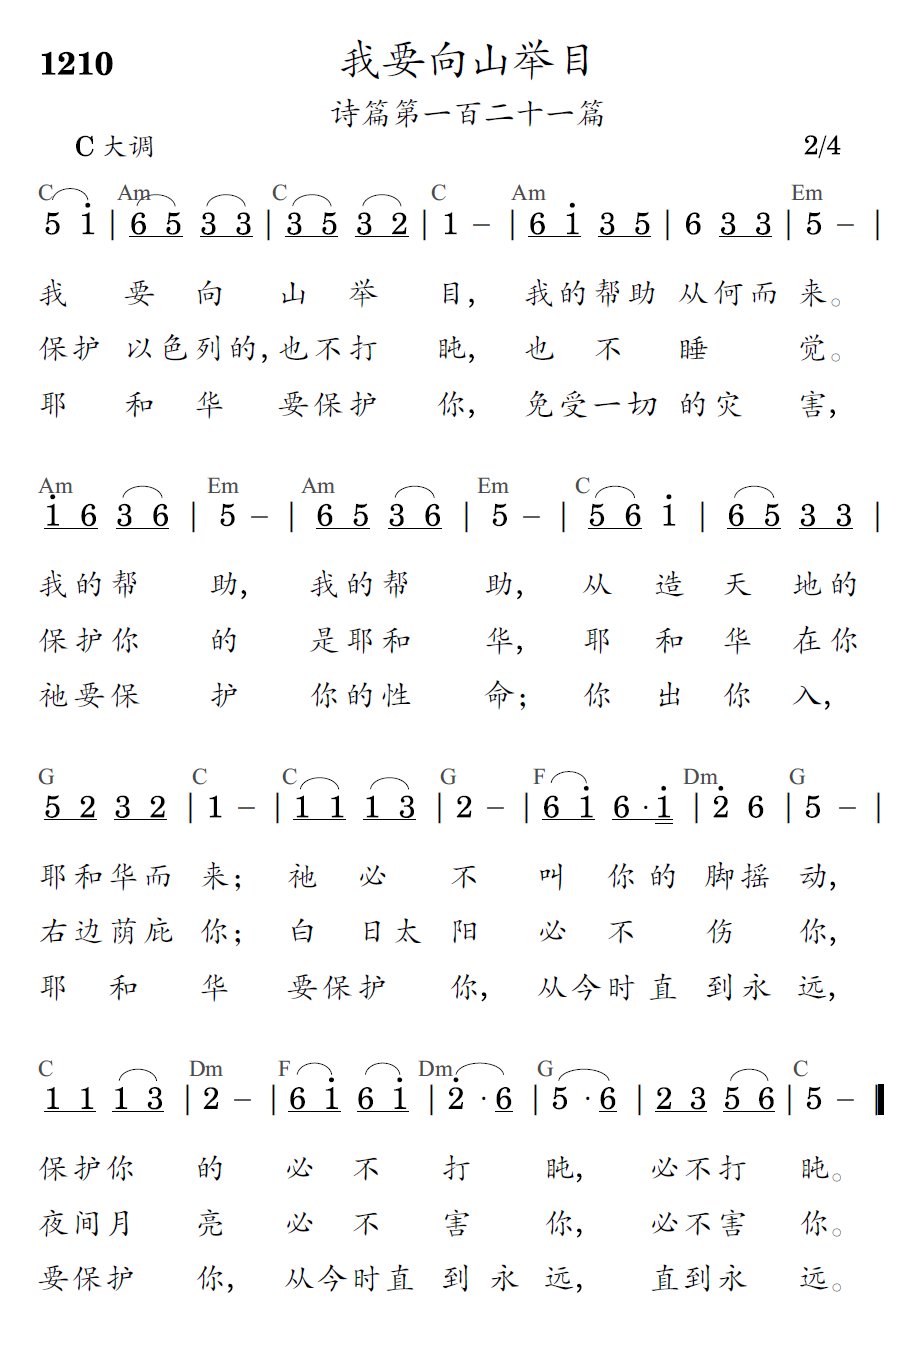 1210 我要向山举目
诗篇第一百二十一篇
C 大调 2/4
C Am C C Am Em
5 1̇ | 6 5 3 3 | 3 5 3 2 | 1 – | 6 1̇ 3 5 | 6 3 3 | 5 – |
我 要 向 山 举 目, 我的帮助 从何而 来。
保护 以色列的, 也不打 盹, 也 不 睡 觉。
耶 和 华 要保护 你, 免受一切 的灾 害,
Am Em Am Em C
1̇ 6 3 6 | 5 – | 6 5 3 6 | 5 – | 5 6 1̇ | 6 5 3 3 |
我的帮 助, 我的帮 助, 从 造 天 地的
保护你 的 是耶和 华, 耶 和 华 在你
祂要保 护 你的性 命; 你 出 你 入,
G C C G F Dm G
5 2 3 2 | 1 – | 1 1 1 3 | 2 – | 6 1̇ 6 · 1̇ | 2̇ 6 | 5 – |
耶和华而 来; 祂 必 不 叫 你的 脚摇 动,
右边荫庇 你; 白 日太 阳 必 不 伤 你,
耶 和 华 要保护 你, 从今时直 到永 远,
C Dm F Dm G C
1 1 1 3 | 2 – | 6 1̇ 6 1̇ | 2̇ · 6 | 5 · 6 | 2 3 5 6 | 5 –
保护你 的 必 不 打 盹, 必不打 盹。
夜间月 亮 必 不 害 你, 必不害 你。
要保护 你, 从今时直 到 永 远, 直到永 远。